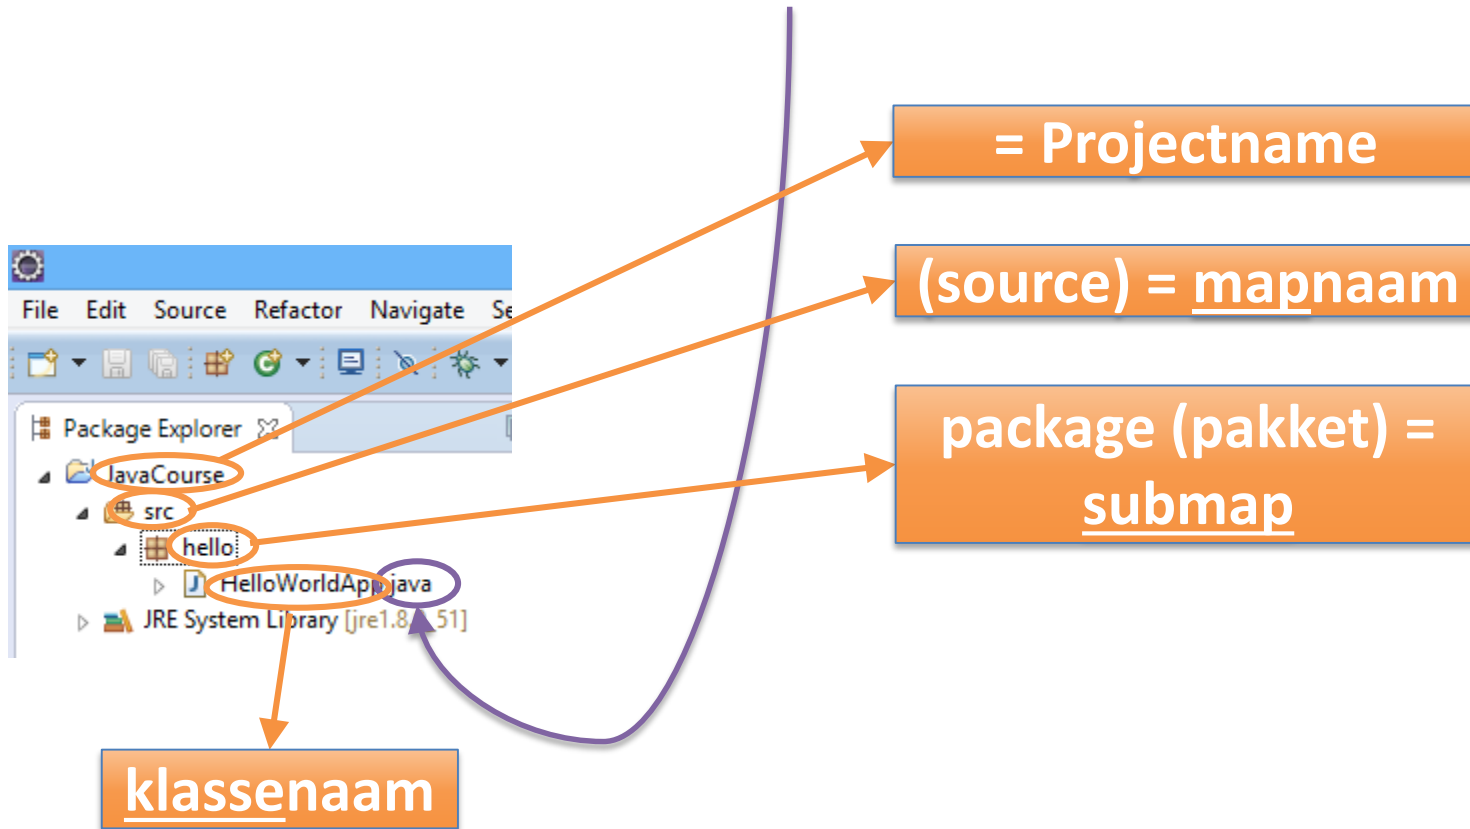 = Projectname
(source) = mapnaam
package (pakket) =
submap
File Edit Source Refactor Navigate Se
Package Explorer
JavaCourse
src
hello
HelloWorldApp.java
JRE System Library [jre1.8. 51]
klassenaam